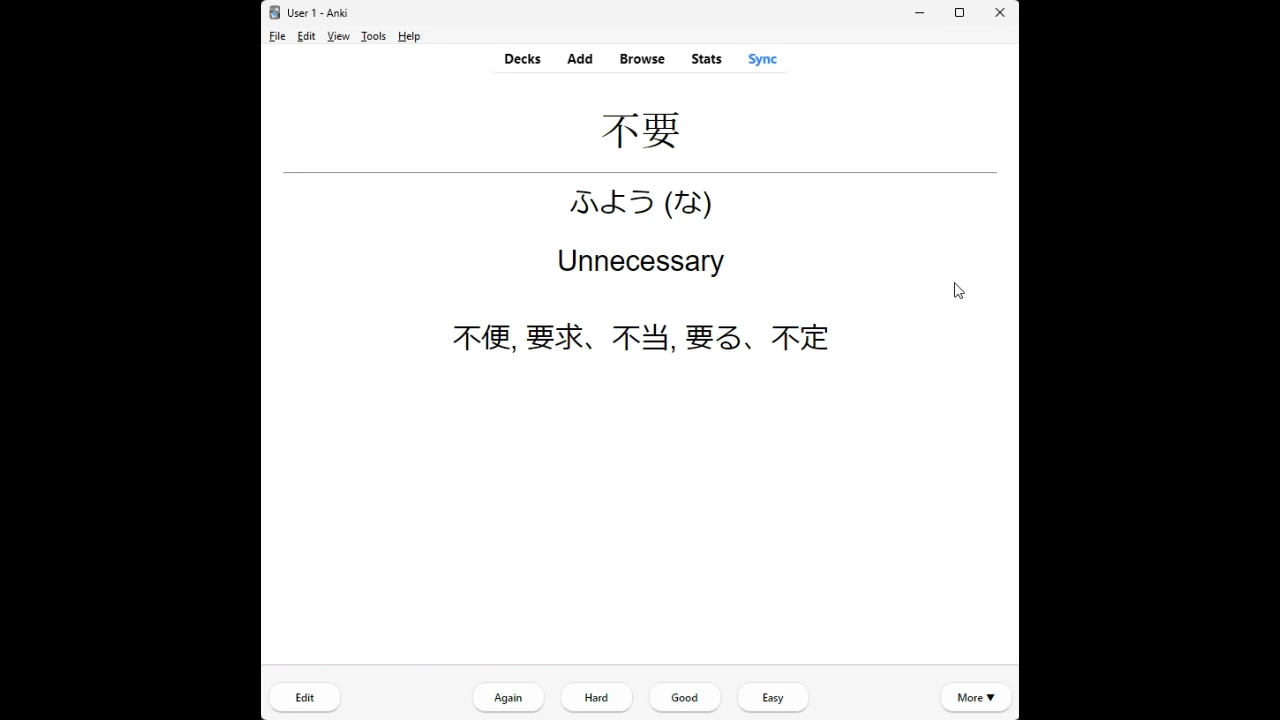 User 1 - Anki
File Edit View Tools Help
Decks Add Browse Stats Sync
不要
ふよう (な)
Unnecessary
不便, 要求、不当, 要る、不定
Edit Again Hard Good Easy More ▼